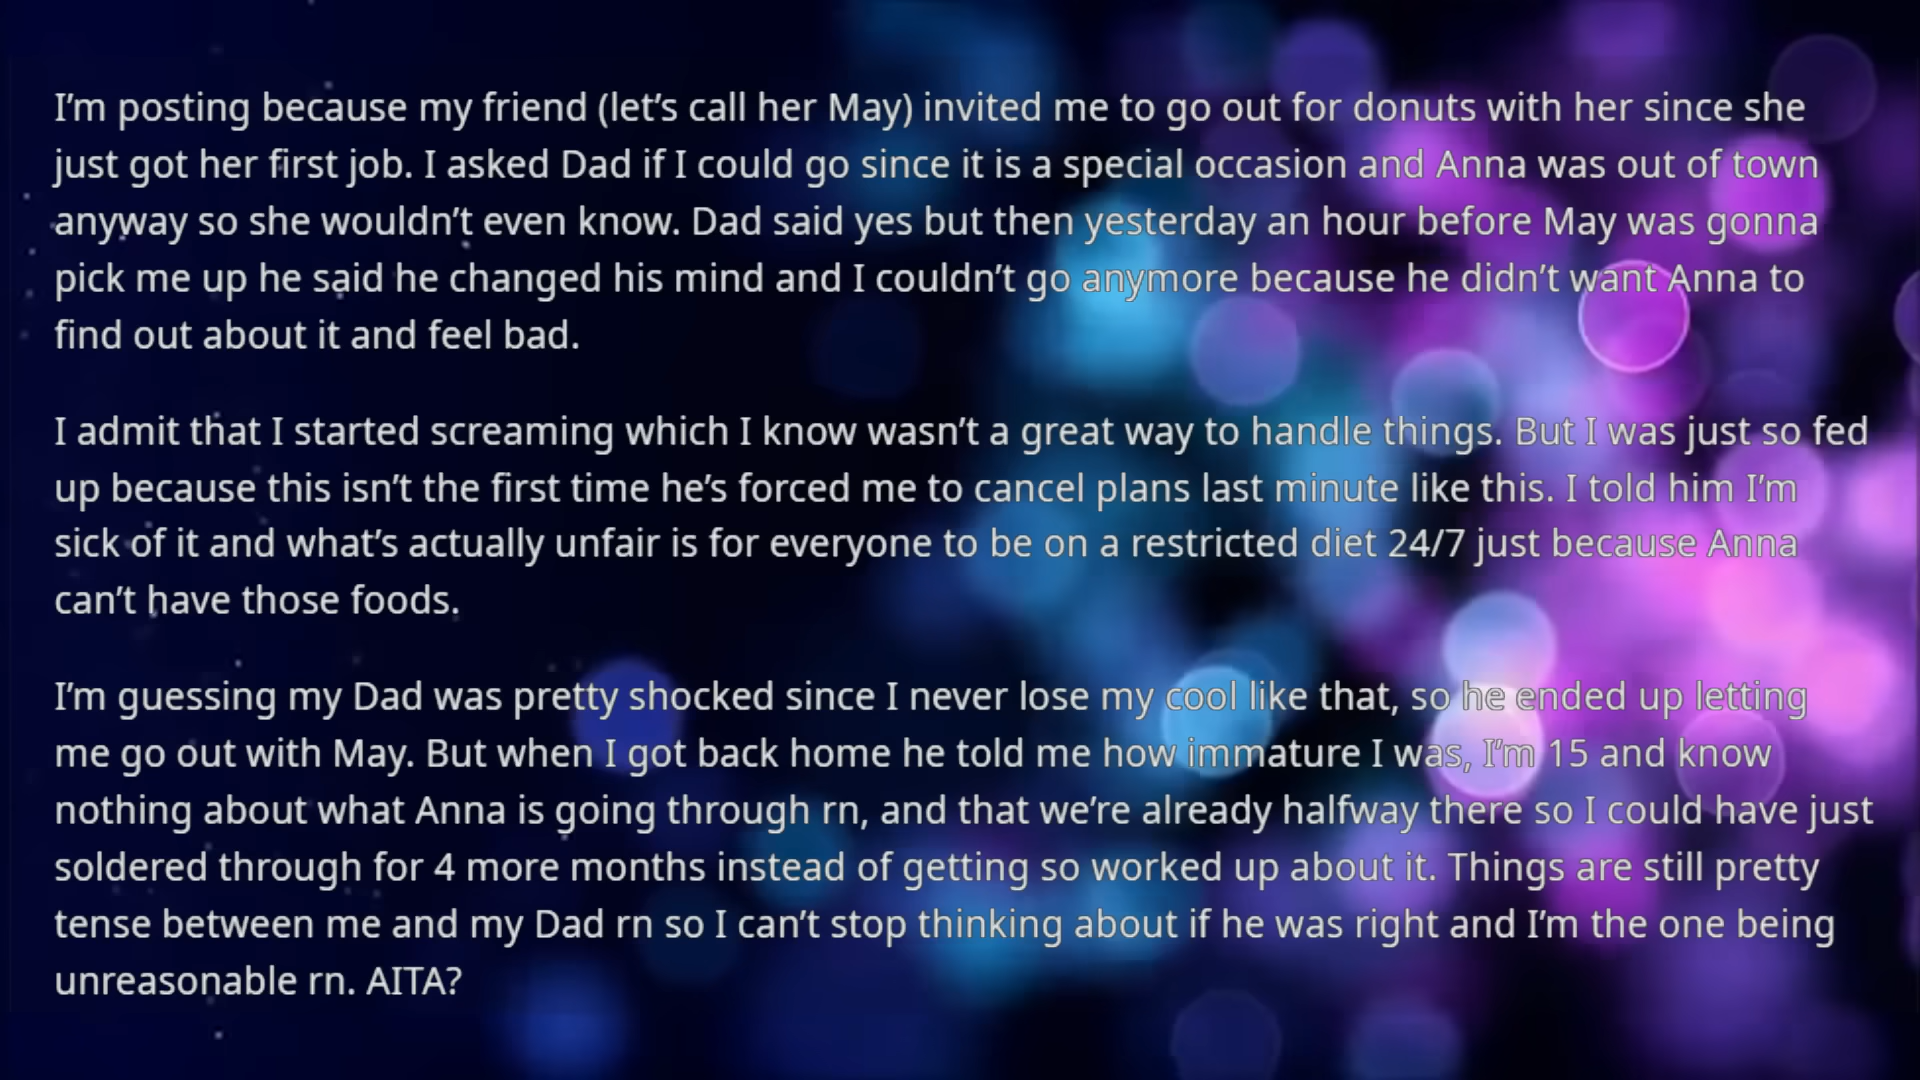 I’m posting because my friend (let’s call her May) invited me to go out for donuts with her since she
just got her first job. I asked Dad if I could go since it is a special occasion and Anna was out of town
anyway so she wouldn’t even know. Dad said yes but then yesterday an hour before May was gonna
pick me up he said he changed his mind and I couldn’t go anymore because he didn’t want Anna to
find out about it and feel bad.
I admit that I started screaming which I know wasn’t a great way to handle things. But I was just so fed
up because this isn’t the first time he’s forced me to cancel plans last minute like this. I told him I’m
sick of it and what’s actually unfair is for everyone to be on a restricted diet 24/7 just because Anna
can’t have those foods.
I’m guessing my Dad was pretty shocked since I never lose my cool like that, so he ended up letting
me go out with May. But when I got back home he told me how immature I was, I’m 15 and know
nothing about what Anna is going through rn, and that we’re already halfway there so I could have just
soldered through for 4 more months instead of getting so worked up about it. Things are still pretty
tense between me and my Dad rn so I can’t stop thinking about if he was right and I’m the one being
unreasonable rn. AITA?